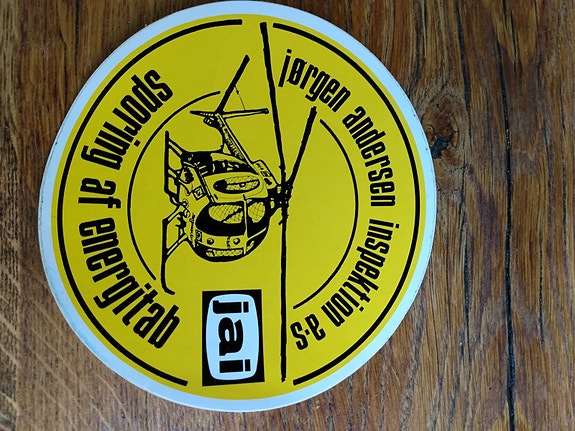 jørgen andersen inspektion a-s
jai
sporing af energitab